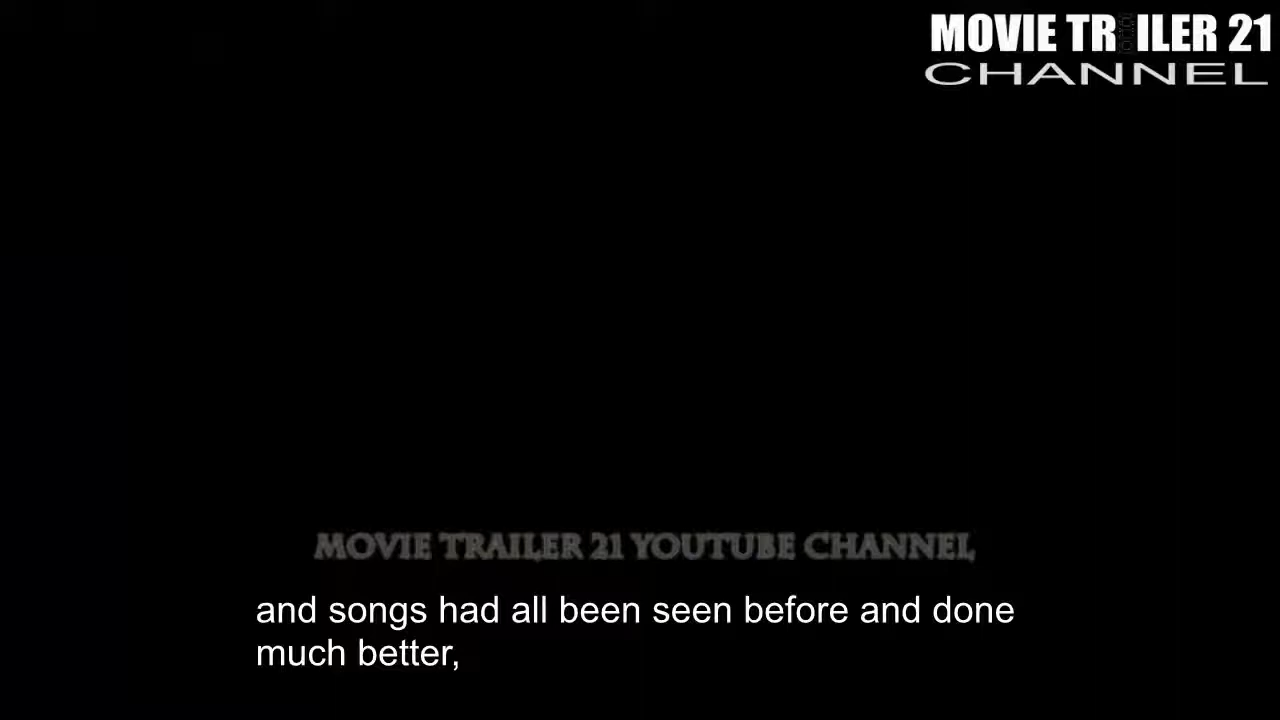 MOVIE TRAILER 21
CHANNEL
MOVIE TRAILER 21 YOUTUBE CHANNEL
and songs had all been seen before and done
much better,